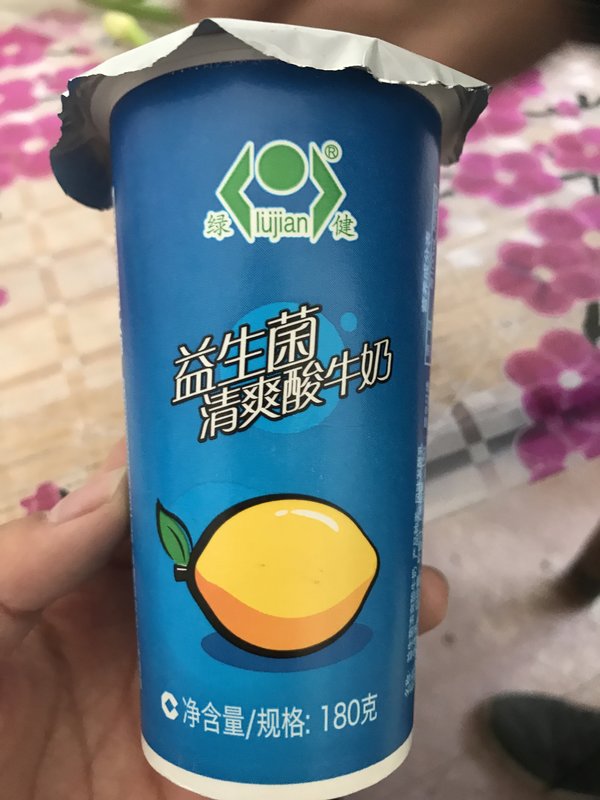 ®
绿 lüjian 健
益生菌
清爽酸牛奶
净含量/规格: 180克